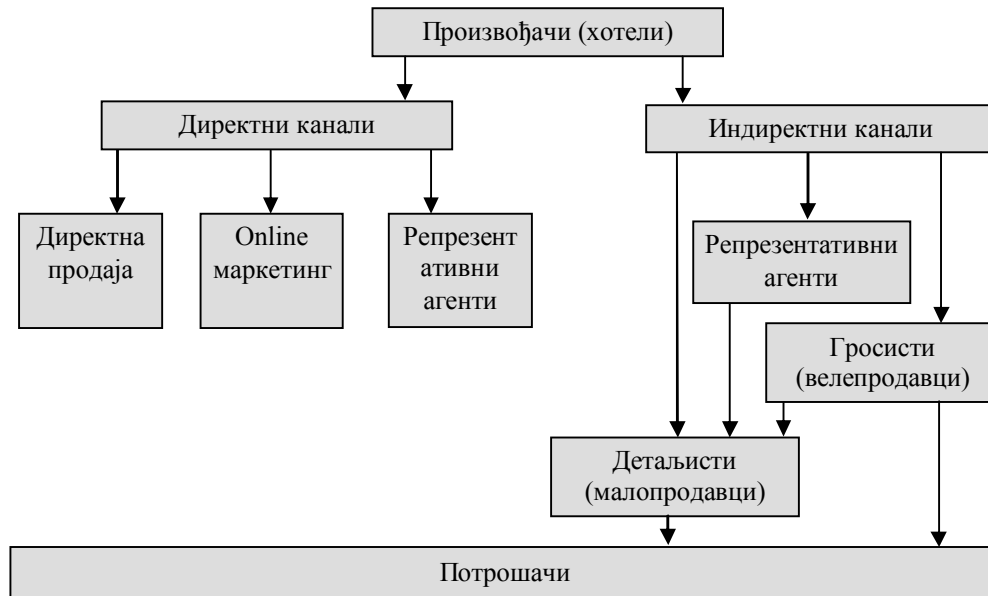 Произвођачи (хотели)
Директни канали
Индиректни канали
Директна
продаја
Online
маркетинг
Репрезент
ативни
агенти
Репрезентативни
агенти
Гросисти
(велепродавци)
Детаљисти
(малопродавци)
Потрошачи